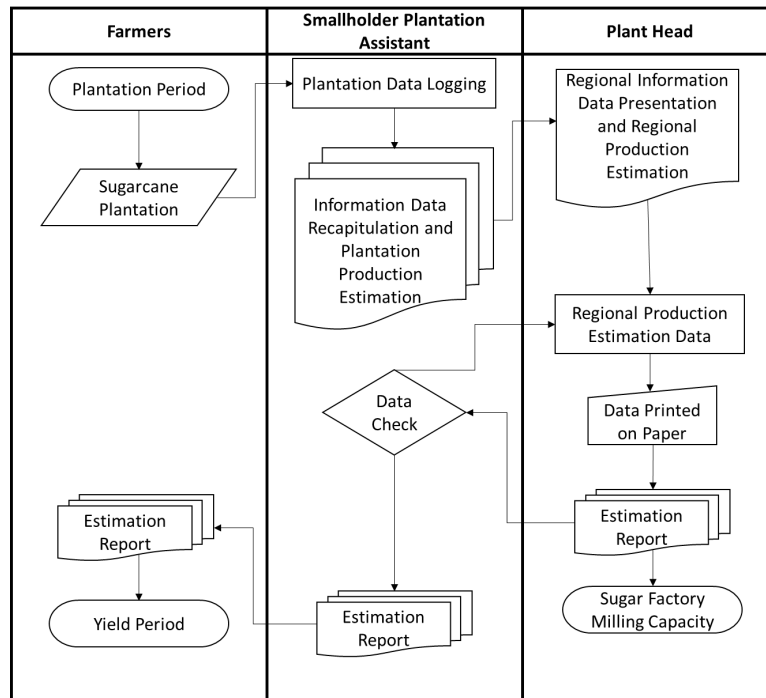 Farmers
Smallholder Plantation
Assistant
Plant Head
Plantation Period
Sugarcane
Plantation
Plantation Data Logging
Information Data
Recapitulation and
Plantation
Production
Estimation
Regional Information
Data Presentation
and Regional
Production
Estimation
Regional Production
Estimation Data
Data
Check
Data Printed
on Paper
Estimation
Report
Estimation
Report
Estimation
Report
Yield Period
Sugar Factory
Milling Capacity